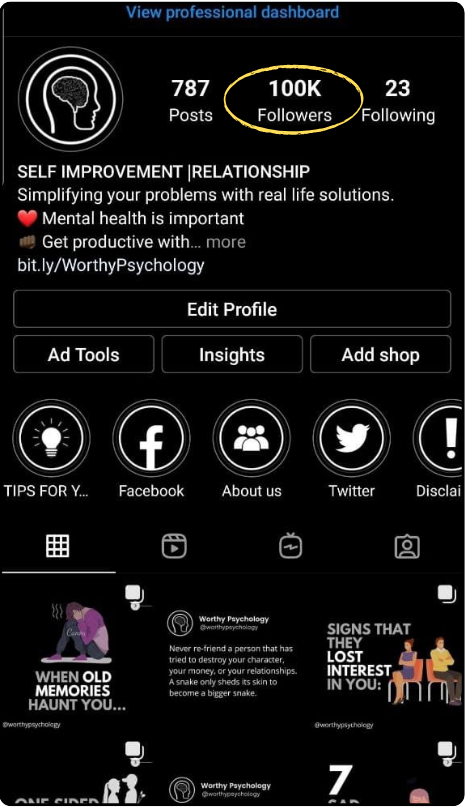 View professional dashboard
787
100K
23
Posts
Followers
Following
SELF IMPROVEMENT |RELATIONSHIP
Simplifying your problems with real life solutions.
❤️ Mental health is important
👊🏿 Get productive with... more
bit.ly/WorthyPsychology
Edit Profile
Ad Tools
Insights
Add shop
TIPS FOR Y...
Facebook
About us
Twitter
Disclai
Canva
WHEN OLD
MEMORIES
HAUNT YOU...
@worthypsychology
Worthy Psychology
@worthypsychology
Never re-friend a person that has
tried to destroy your character,
your money, or your relationships.
A snake only sheds its skin to
become a bigger snake.
SIGNS THAT
THEY
LOST
INTEREST
IN YOU:
@worthypsychology
ONE SIDED
Worthy Psychology
@worthypsychology
7
SAD